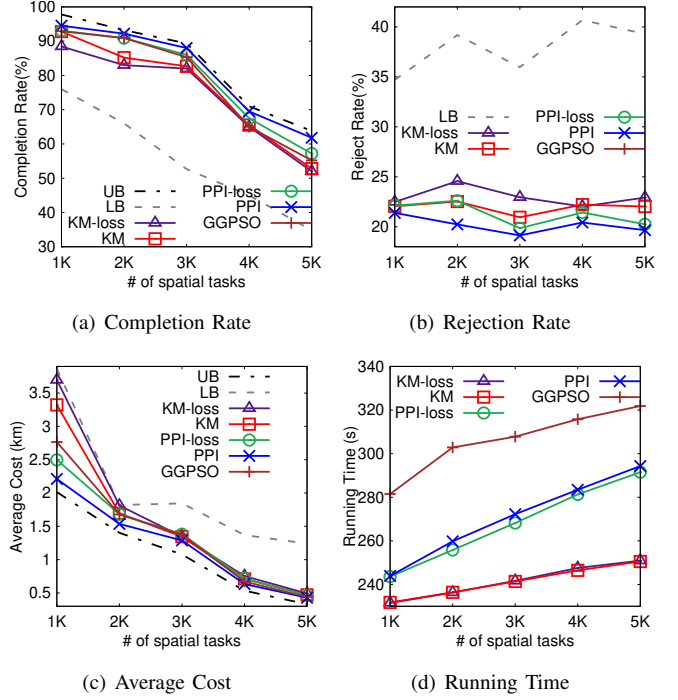 100
90
80
70
60
50
40
30
Completion Rate(%)
UB
LB
KM-loss
KM
PPI-loss
PPI
GGPSO
1K 2K 3K 4K 5K
# of spatial tasks
(a) Completion Rate
40
35
30
25
20
Reject Rate(%)
LB
KM-loss
KM
PPI-loss
PPI
GGPSO
1K 2K 3K 4K 5K
# of spatial tasks
(b) Rejection Rate
3.5
3
2.5
2
1.5
1
0.5
Average Cost (km)
UB
LB
KM-loss
KM
PPI-loss
PPI
GGPSO
1K 2K 3K 4K 5K
# of spatial tasks
(c) Average Cost
340
320
300
280
260
240
220
Running Time (s)
KM-loss
KM
PPI-loss
PPI
GGPSO
1K 2K 3K 4K 5K
# of spatial tasks
(d) Running Time